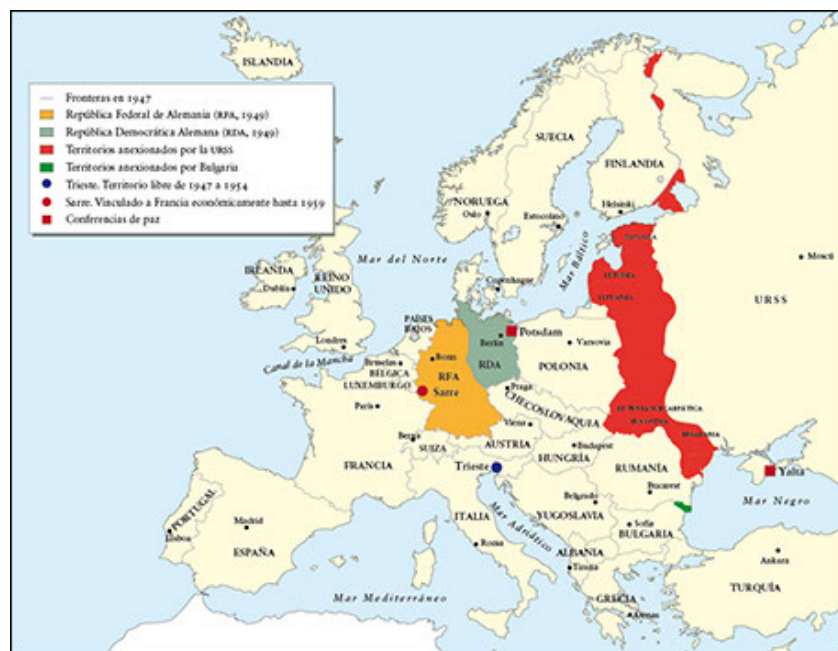 ISLANDIA
Fronteras en 1947
República Federal de Alemania (RFA, 1949)
República Democrática Alemana (RDA, 1949)
Territorios anexionados por la URSS
Territorios anexionados por Bulgaria
Trieste. Territorio libre de 1947 a 1954
Sarre. Vinculado a Francia económicamente hasta 1959
Conferencias de paz
SUECIA
FINLANDIA
NORUEGA
Oslo
Helsinki
Estocolmo
Mar del Norte
Mar Báltico
Moscú
URSS
IRLANDA
Dublín
REINO
UNIDO
Londres
Canal de la Mancha
Copenhague
PAÍSES
BAJOS
Berlín
Potsdam
RDA
Varsovia
POLONIA
Bruselas
BÉLGICA
LUXEMBURGO
Bonn
RFA
Sarre
Praga
CHECOSLOVAQUIA
París
Viena
Berna
SUIZA
AUSTRIA
Budapest
HUNGRÍA
BESARABIA
FRANCIA
Trieste
RUMANÍA
Bucarest
Yalta
Mar Negro
Belgrado
YUGOSLAVIA
Sofía
BULGARIA
PORTUGAL
Lisboa
Madrid
ESPAÑA
ITALIA
Roma
Mar Adriático
ALBANIA
Tirana
Ankara
TURQUÍA
Mar Mediterráneo
GRECIA
Atenas